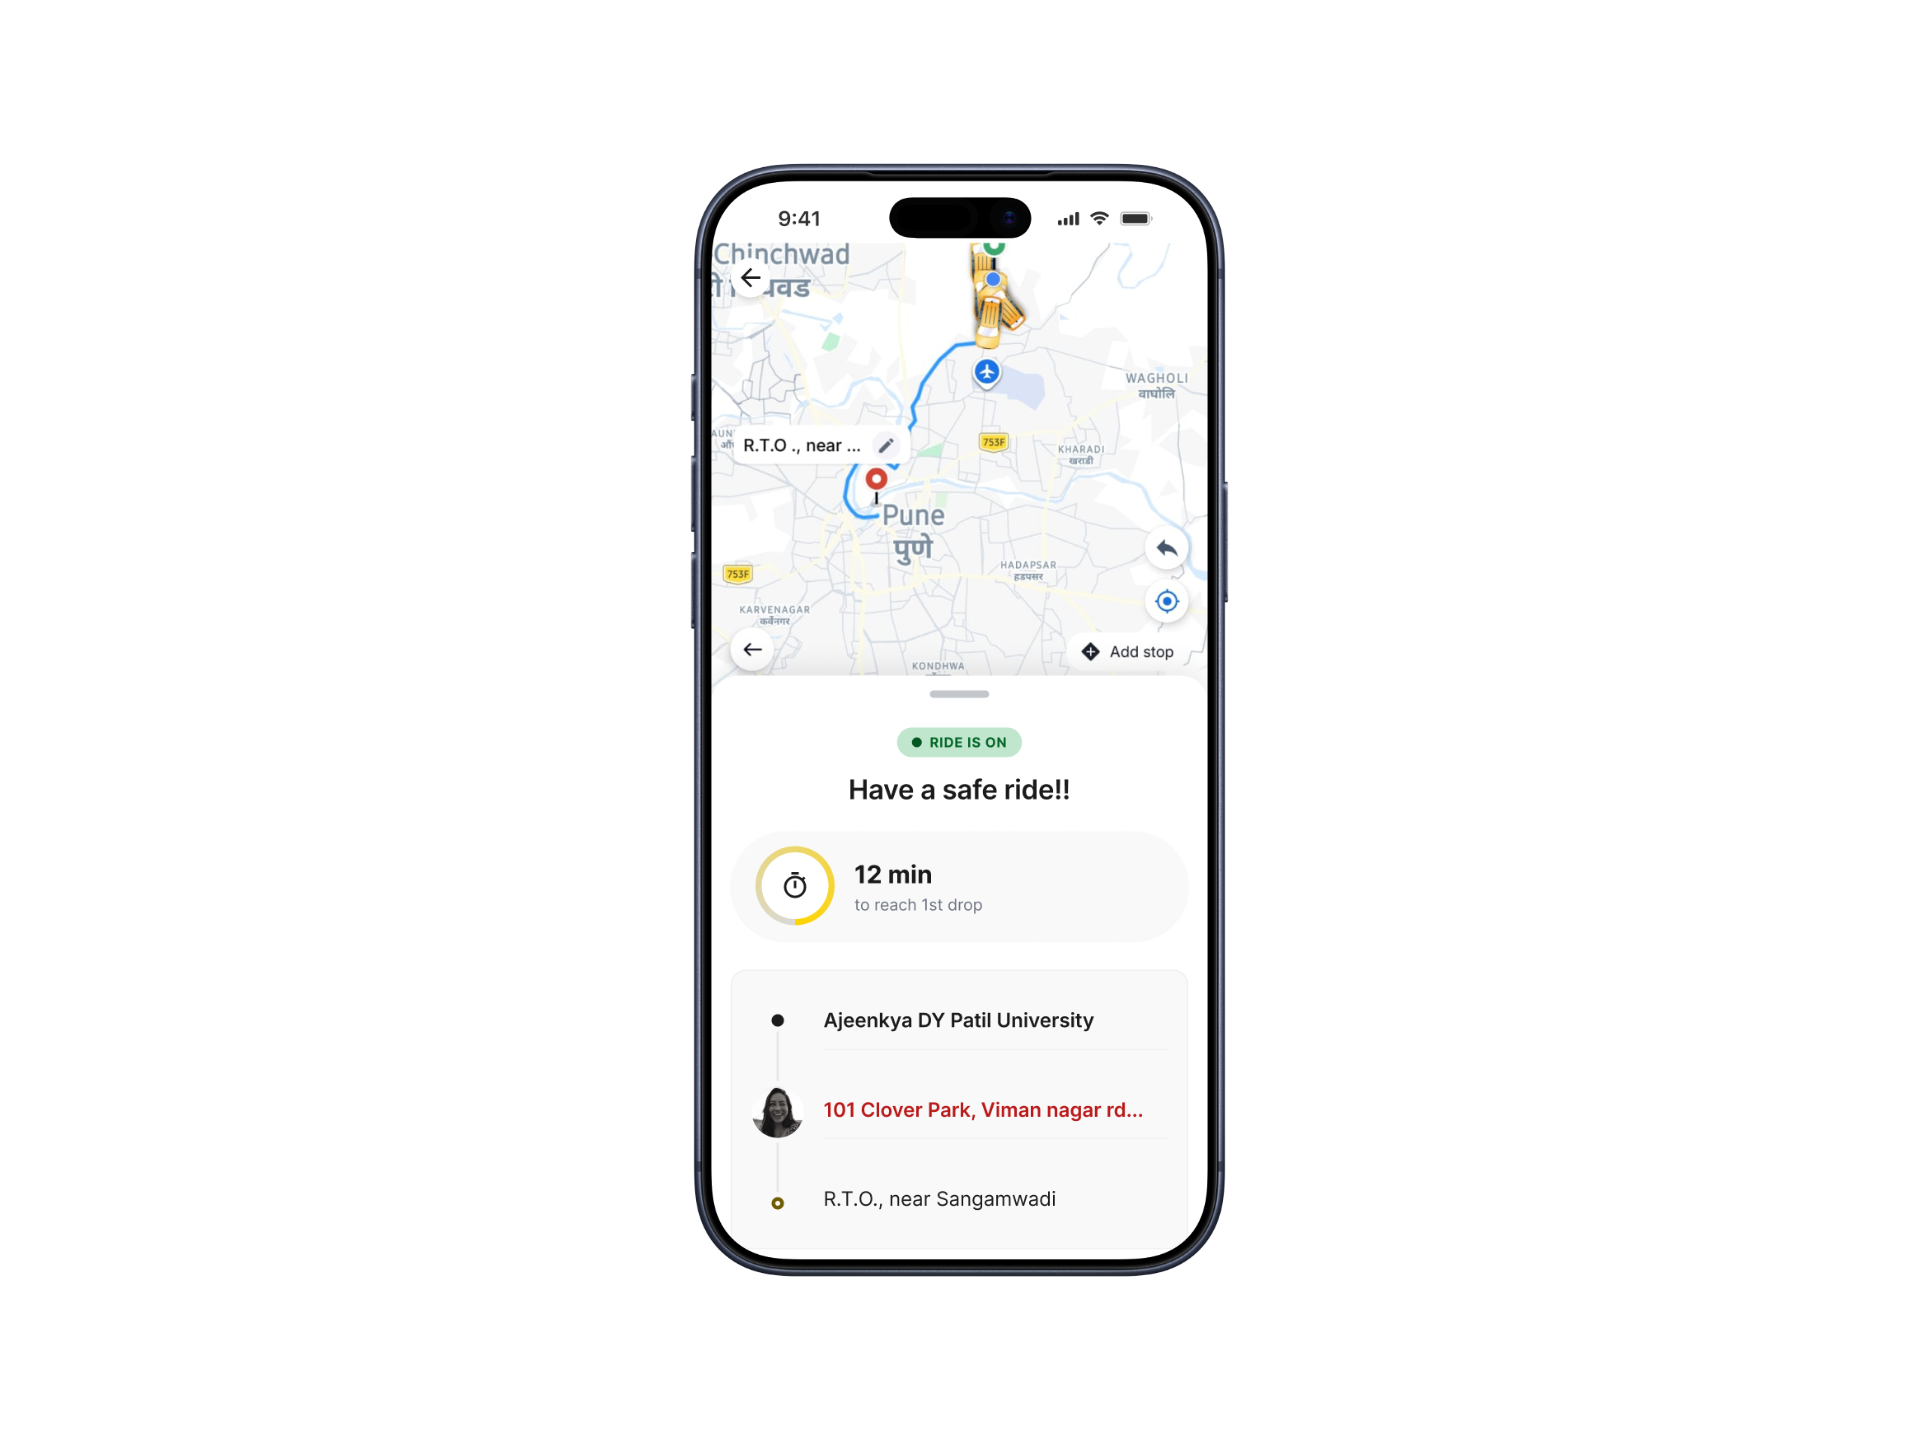 9:41
Chinchwad
वड
WAGHOLI
वाघोलि
753F
R.T.O ., near ...
KHARADI
खराडी
Pune
पुणे
HADAPSAR
हडपसर
753F
KARVENAGAR
कर्वेनगर
Add stop
KONDHWA
RIDE IS ON
Have a safe ride!!
12 min
to reach 1st drop
Ajeenkya DY Patil University
101 Clover Park, Viman nagar rd...
R.T.O., near Sangamwadi